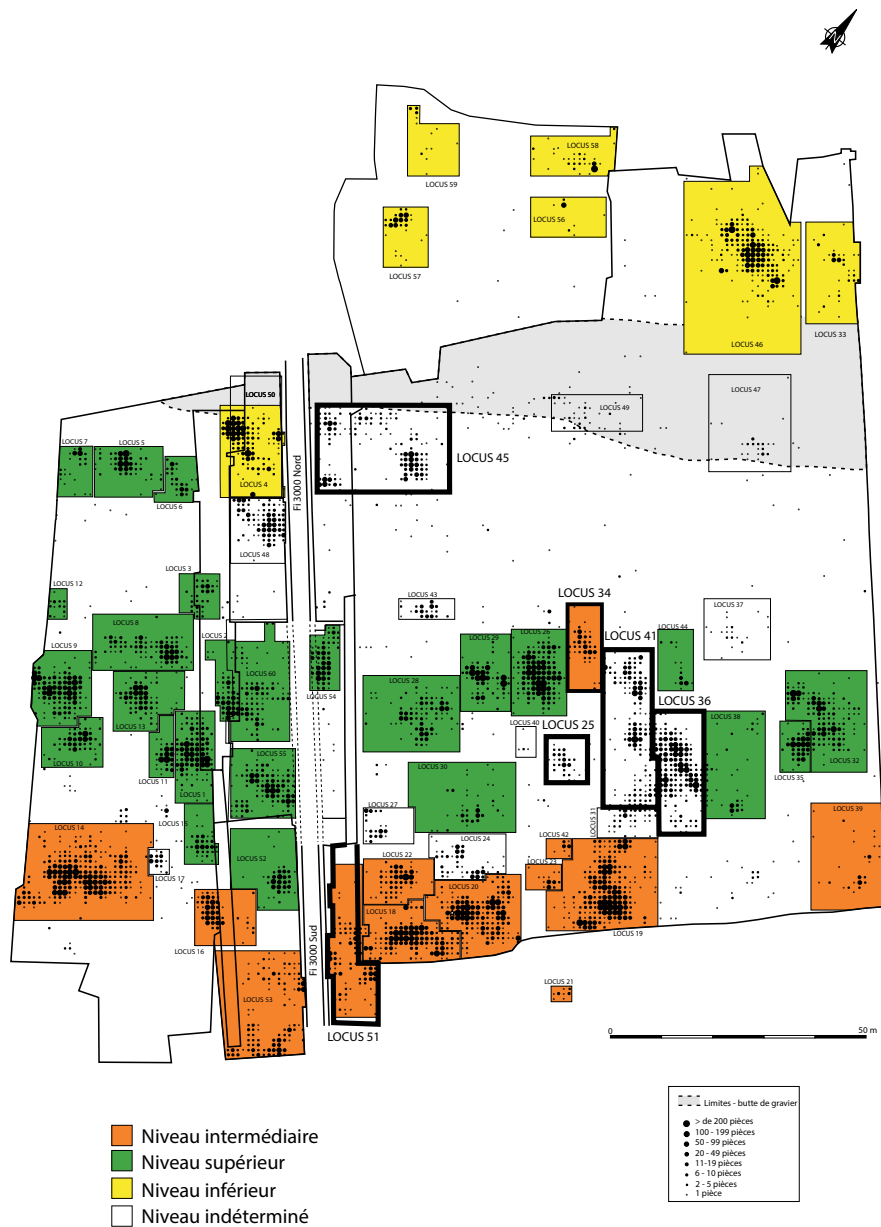 N
LOCUS 59
LOCUS 58
LOCUS 56
LOCUS 57
LOCUS 46
LOCUS 33
LOCUS 50
LOCUS 47
LOCUS 49
LOCUS 7
LOCUS 5
LOCUS 6
LOCUS 4
LOCUS 45
Fi 3000 Nord
LOCUS 48
LOCUS 3
LOCUS 12
LOCUS 43
LOCUS 34
LOCUS 37
LOCUS 8
LOCUS 2
LOCUS 9
LOCUS 60
LOCUS 54
LOCUS 29
LOCUS 26
LOCUS 41
LOCUS 44
LOCUS 28
LOCUS 13
LOCUS 36
LOCUS 40
LOCUS 25
LOCUS 38
LOCUS 10
LOCUS 11
LOCUS 1
LOCUS 55
LOCUS 30
LOCUS 35
LOCUS 32
LOCUS 27
LOCUS 31
LOCUS 39
LOCUS 14
LOCUS 15
LOCUS 17
LOCUS 52
LOCUS 24
LOCUS 42
LOCUS 22
LOCUS 23
LOCUS 20
LOCUS 18
LOCUS 19
LOCUS 16
Fi 3000 Sud
LOCUS 53
LOCUS 21
LOCUS 51
0
50 m
Limites - butte de gravier
> de 200 pièces
100 - 199 pièces
50 - 99 pièces
20 - 49 pièces
11-19 pièces
6 - 10 pièces
2 - 5 pièces
1 pièce
Niveau intermédiaire
Niveau supérieur
Niveau inférieur
Niveau indéterminé